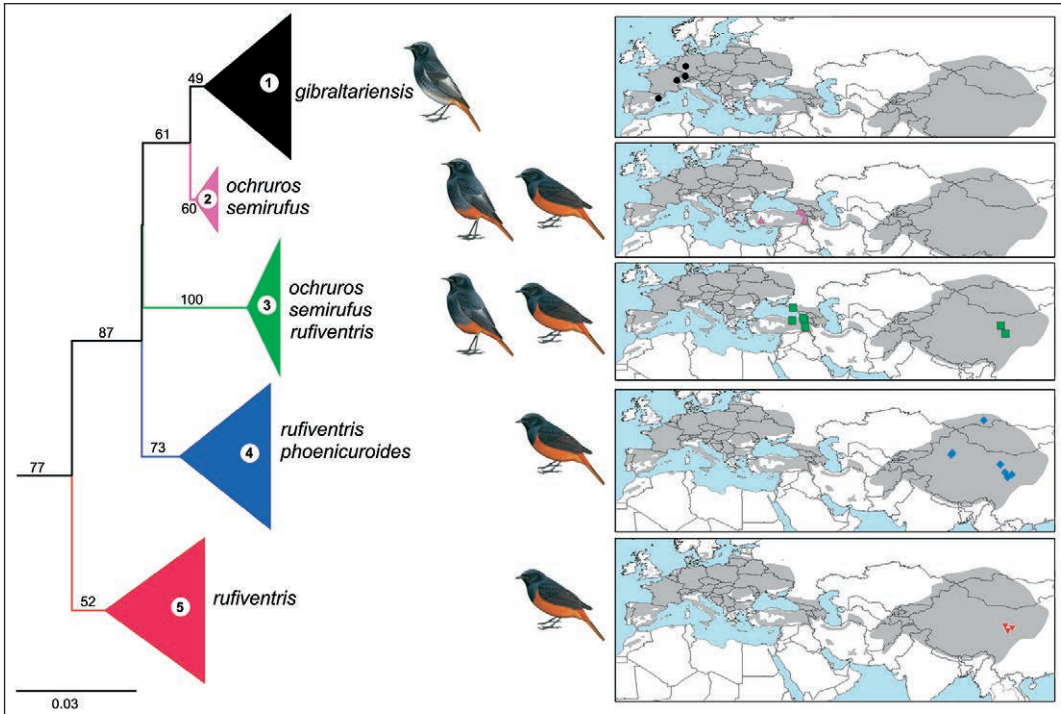 49
1
gibraltariensis
61
60
2
ochruros
semirufus
100
3
ochruros
semirufus
rufiventris
87
73
4
rufiventris
phoenicuroides
77
52
5
rufiventris
0.03